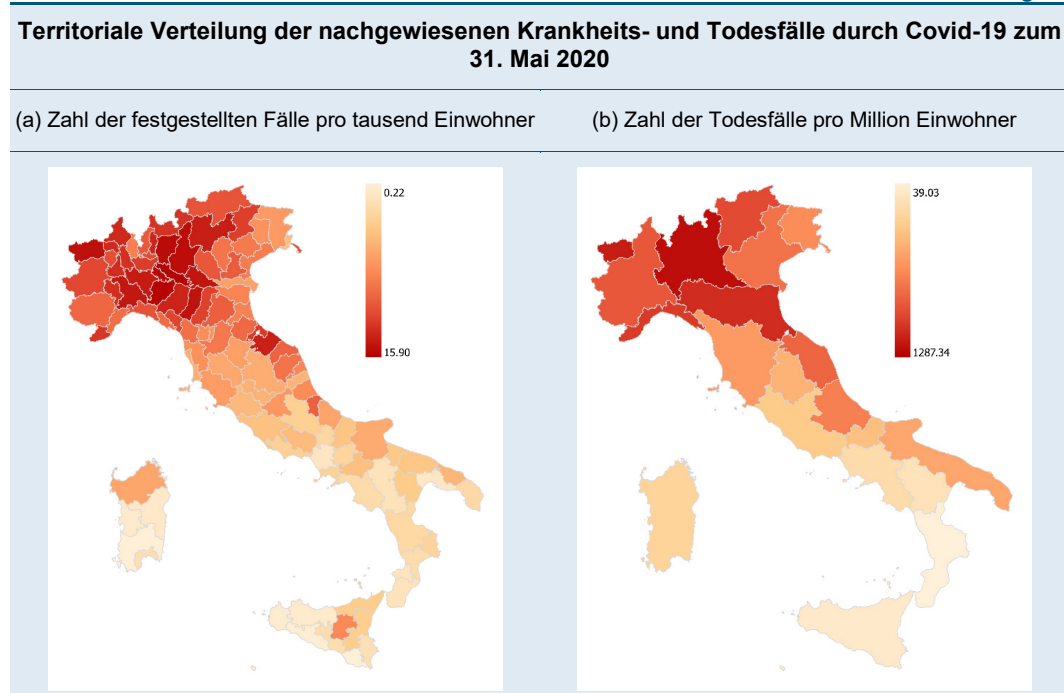 Territoriale Verteilung der nachgewiesenen Krankheits- und Todesfälle durch Covid-19 zum
31. Mai 2020
(a) Zahl der festgestellten Fälle pro tausend Einwohner
(b) Zahl der Todesfälle pro Million Einwohner
0.22
15.90
39.03
1287.34